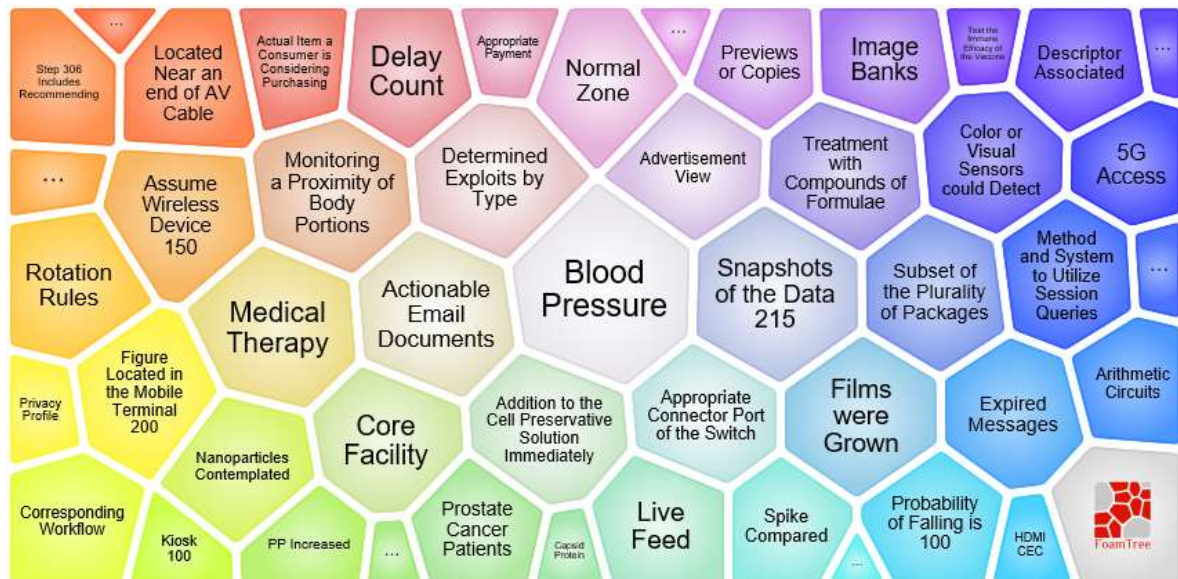 ...
Step 306
Includes
Recommending
Located
Near an
end of AV
Cable
Actual Item a
Consumer is
Considering
Purchasing
Delay
Count
Appropriate
Payment
Normal
Zone
...
Previews
or Copies
Image
Banks
Test the
Immune
Efficacy of
the Vaccine
Descriptor
Associated
...
...
Assume
Wireless
Device
150
Monitoring
a Proximity of
Body
Portions
Determined
Exploits by
Type
Advertisement
View
Treatment
with
Compounds of
Formulae
Color or
Visual
Sensors
could Detect
5G
Access
Rotation
Rules
Medical
Therapy
Actionable
Email
Documents
Blood
Pressure
Snapshots
of the Data
215
Subset of
the Plurality
of Packages
Method
and System
to Utilize
Session
Queries
...
Privacy
Profile
Figure
Located in
the Mobile
Terminal
200
Nanoparticles
Contemplated
Core
Facility
Addition to the
Cell Preservative
Solution
Immediately
Appropriate
Connector Port
of the Switch
Films
were
Grown
Expired
Messages
Arithmetic
Circuits
Corresponding
Workflow
Kiosk
100
PP Increased
...
Prostate
Cancer
Patients
Capsid
Protein
Live
Feed
Spike
Compared
...
Probability
of Falling is
100
HDMI
CEC
FoamTree